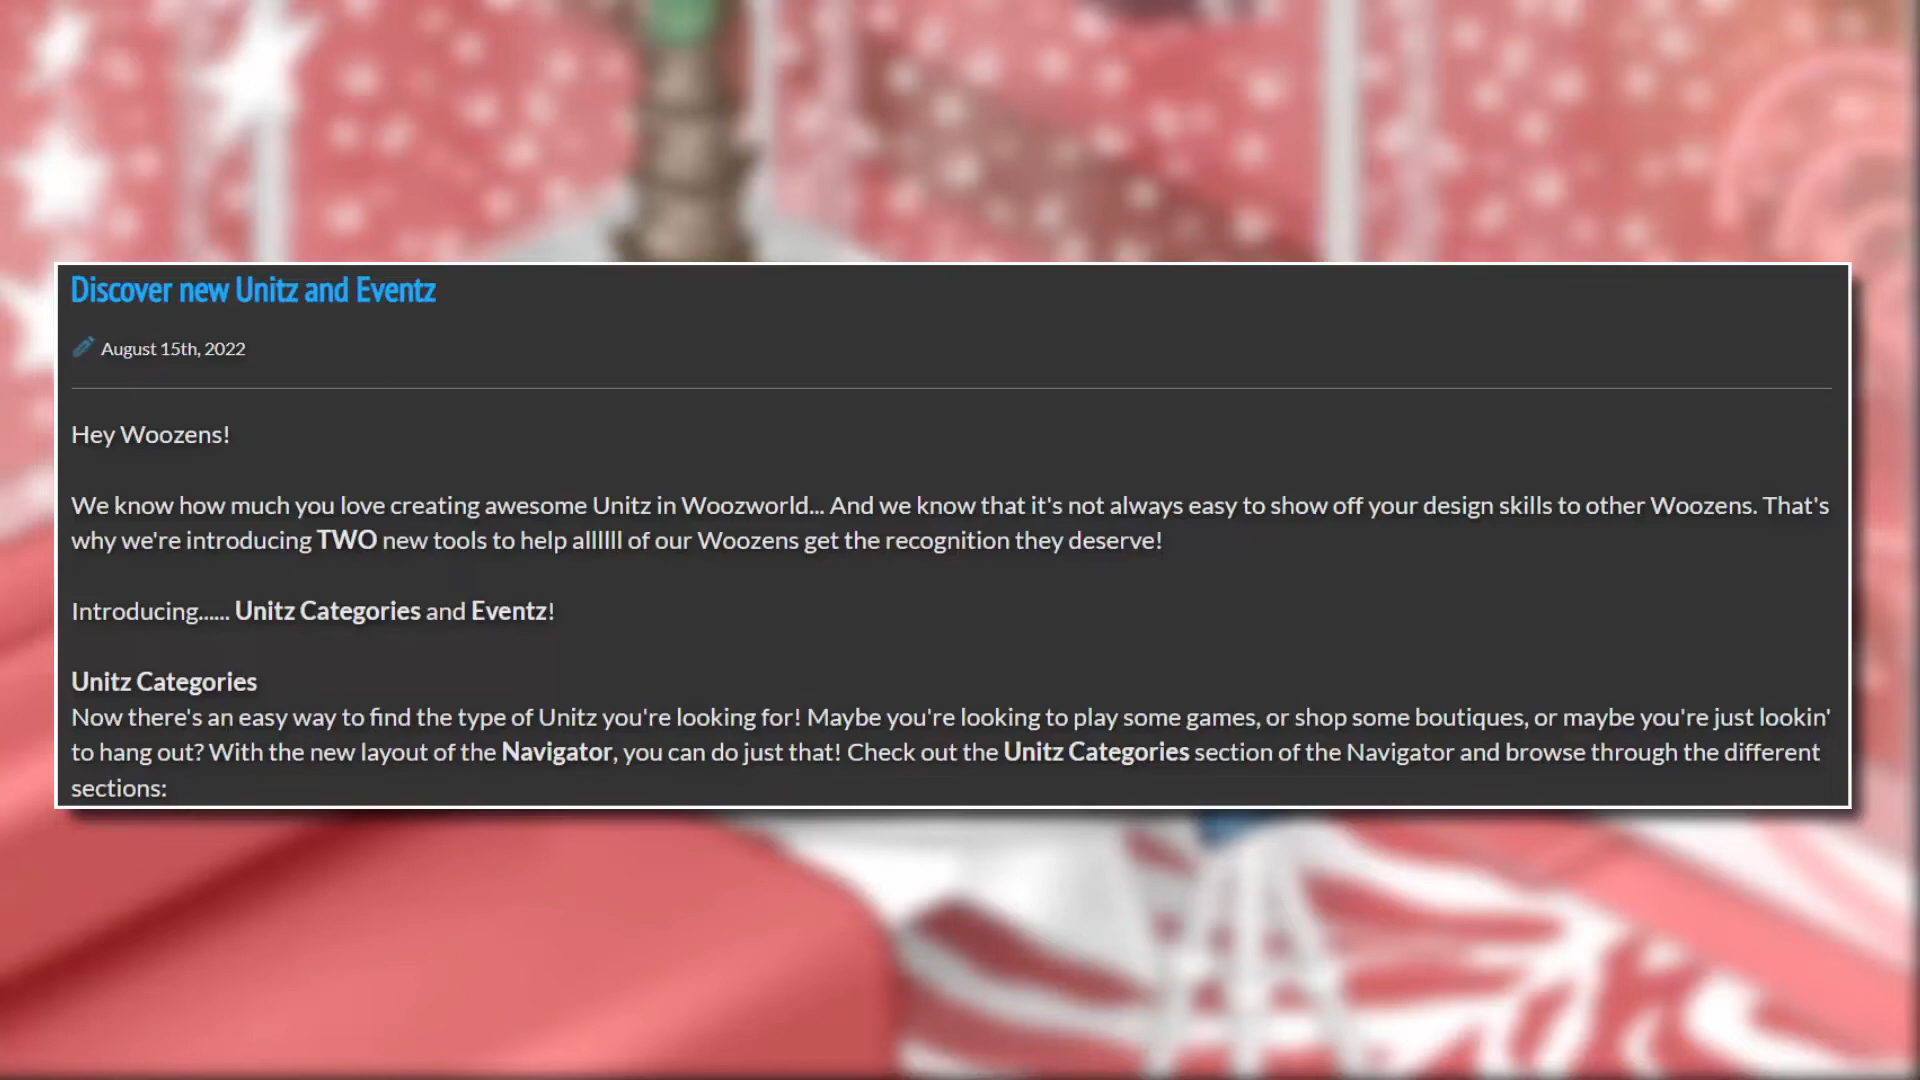 Discover new Unitz and Eventz
August 15th, 2022
Hey Woozens!
We know how much you love creating awesome Unitz in Woozworld... And we know that it's not always easy to show off your design skills to other Woozens. That's
why we're introducing TWO new tools to help allllll of our Woozens get the recognition they deserve!
Introducing...... Unitz Categories and Eventz!
Unitz Categories
Now there's an easy way to find the type of Unitz you're looking for! Maybe you're looking to play some games, or shop some boutiques, or maybe you're just lookin'
to hang out? With the new layout of the Navigator, you can do just that! Check out the Unitz Categories section of the Navigator and browse through the different
sections: